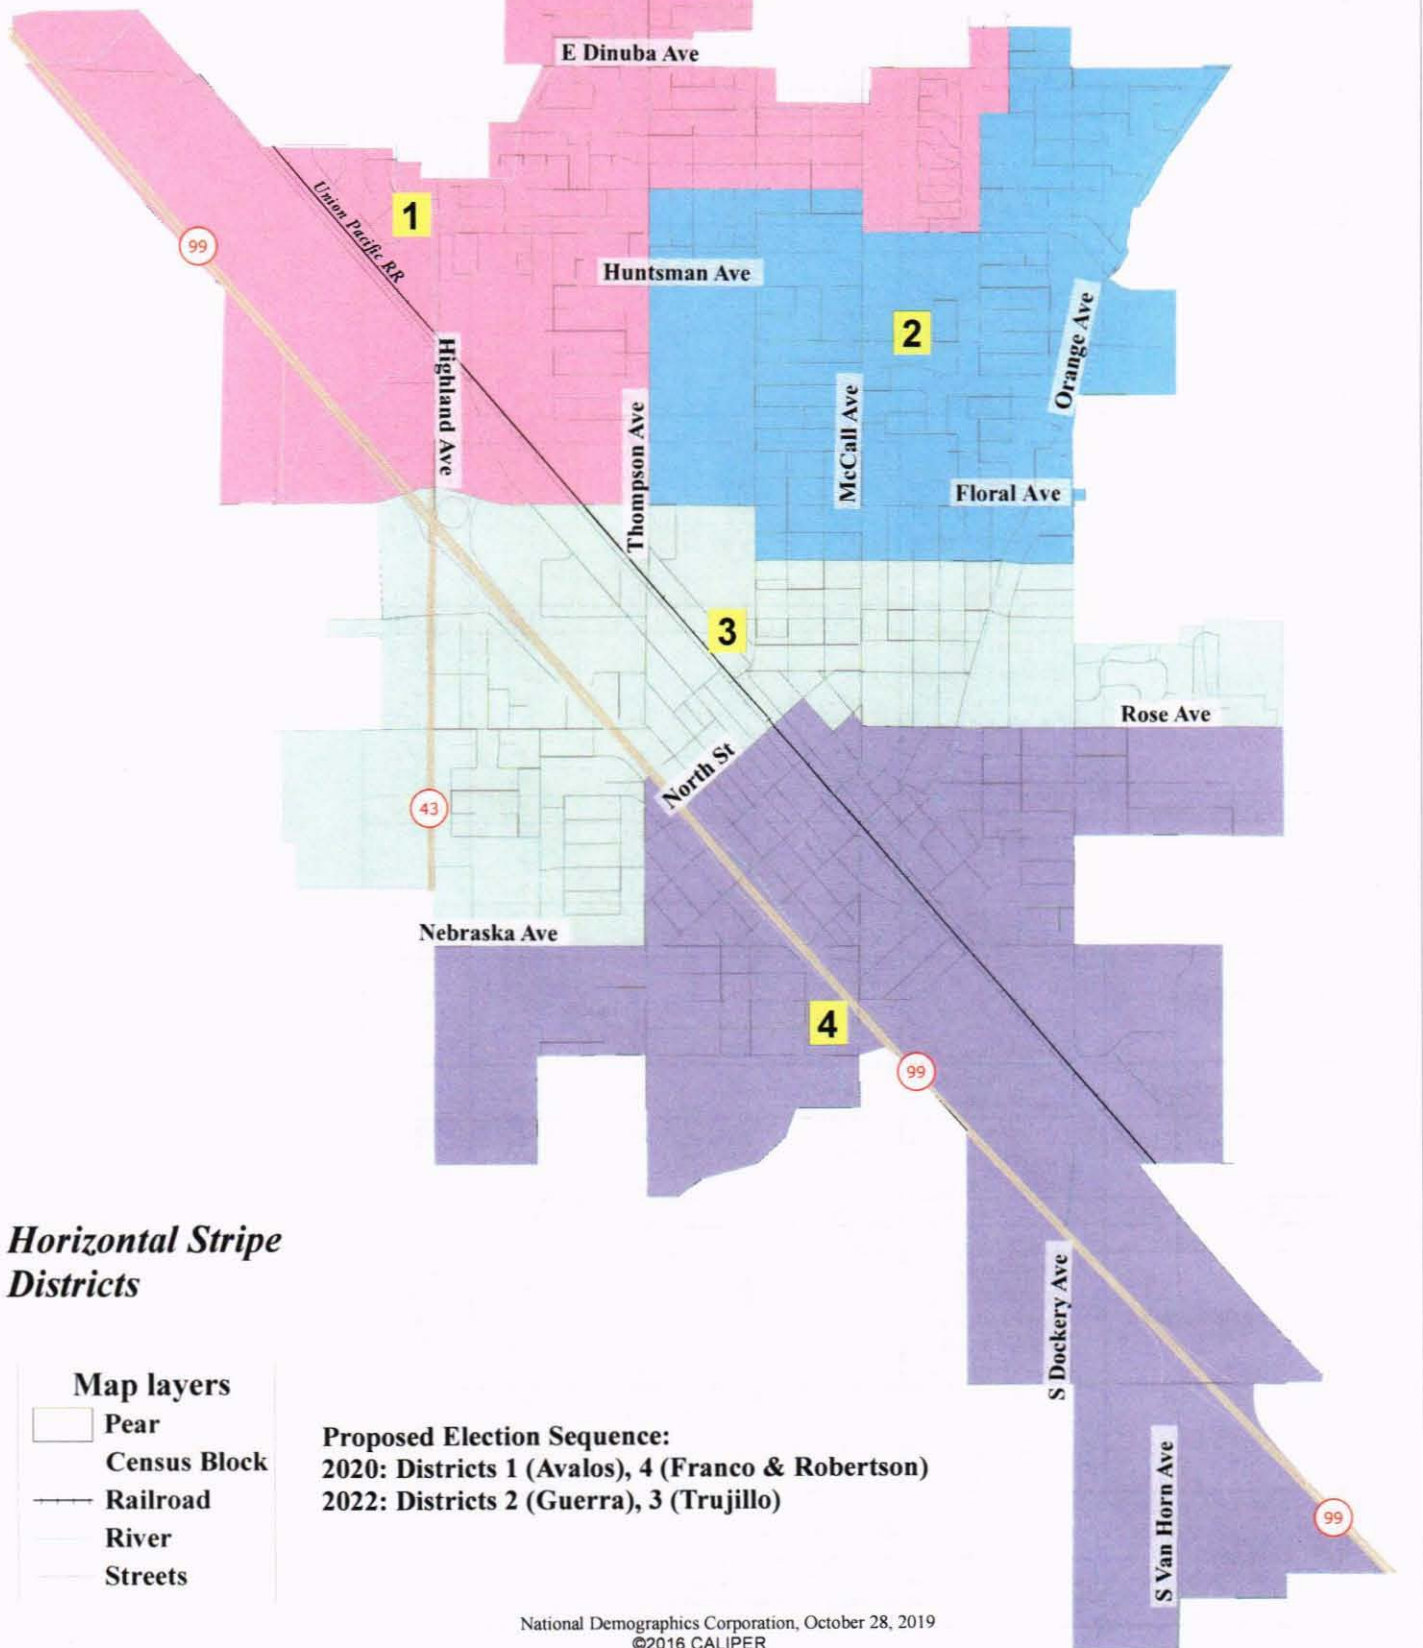 E Dinuba Ave
1
Union Pacific RR
99
Huntsman Ave
2
Orange Ave
Highland Ave
McCall Ave
Thompson Ave
Floral Ave
3
Rose Ave
North St
43
Nebraska Ave
4
99
Horizontal Stripe
Districts
S Dockery Ave
Map layers
Pear
Census Block
Railroad
River
Streets
Proposed Election Sequence:
2020: Districts 1 (Avalos), 4 (Franco & Robertson)
2022: Districts 2 (Guerra), 3 (Trujillo)
S Van Horn Ave
99
National Demographics Corporation, October 28, 2019
©2016 CALIPER